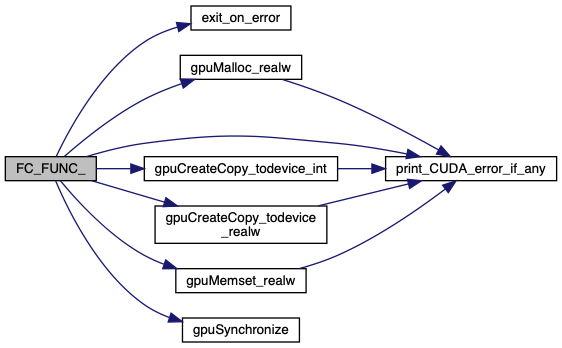 exit_on_error
gpuMalloc_realw
FC_FUNC_
gpuCreateCopy_todevice_int
print_CUDA_error_if_any
gpuCreateCopy_todevice
_realw
gpuMemset_realw
gpuSynchronize